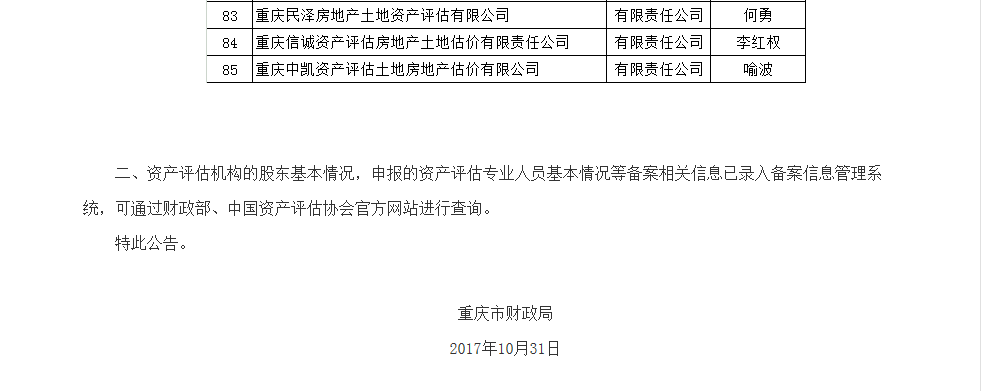 83 重庆民泽房地产土地资产评估有限公司 有限责任公司 何勇
84 重庆信诚资产评估房地产土地估价有限责任公司 有限责任公司 李红权
85 重庆中凯资产评估土地房地产估价有限公司 有限责任公司 喻波
二、资产评估机构的股东基本情况，申报的资产评估专业人员基本情况等备案相关信息已录入备案信息管理系
统，可通过财政部、中国资产评估协会官方网站进行查询。
特此公告。
重庆市财政局
2017年10月31日